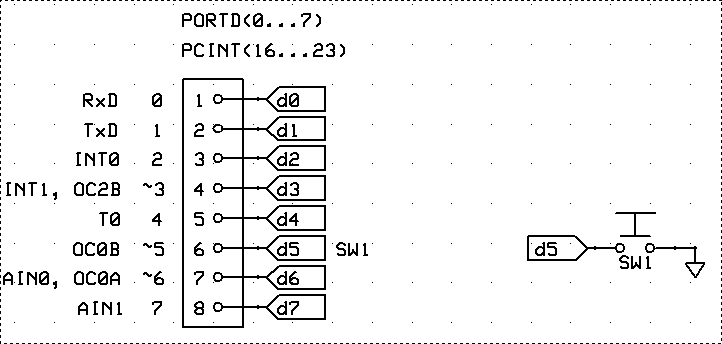 PORTD(0...7)
PCINT(16...23)
RxD 0 1 d0
TxD 1 2 d1
INT0 2 3 d2
INT1, OC2B ~3 4 d3
T0 4 5 d4
OC0B ~5 6 d5 SW1
AIN0, OC0A ~6 7 d6
AIN1 7 8 d7
d5
SW1